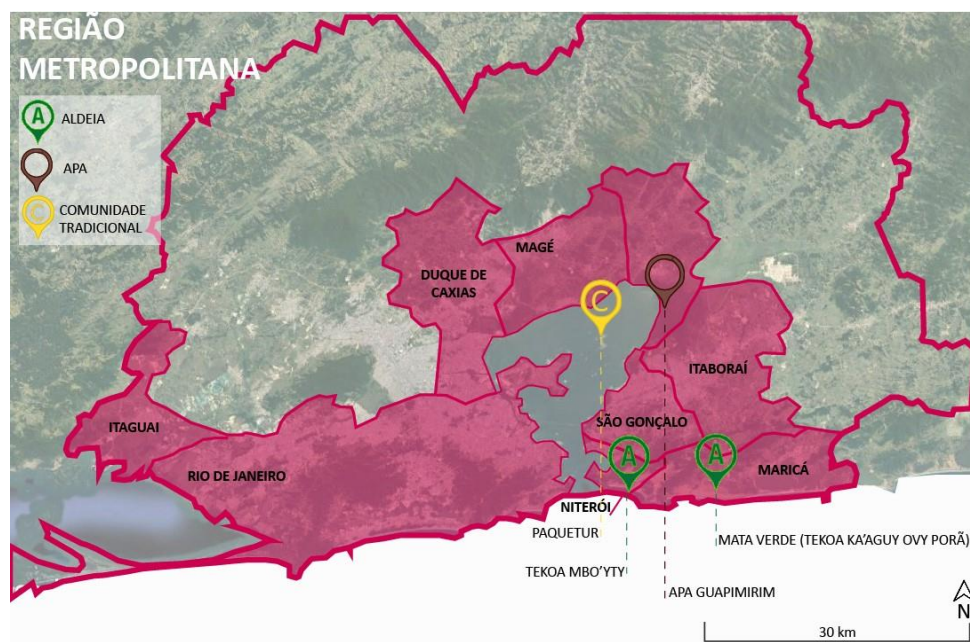 REGIÃO
METROPOLITANA
A ALDEIA
APA
C COMUNIDADE
TRADICIONAL
MAGÉ
DUQUE DE
CAXIAS
C
ITABORAÍ
ITAGUAI
SÃO GONÇALO
RIO DE JANEIRO
A
A
MARICÁ
NITERÓI
PAQUETUR
MATA VERDE (TEKOA KA'AGUY OVY PORÃ)
TEKOA MBO'YTY
APA GUAPIMIRIM
N
30 km